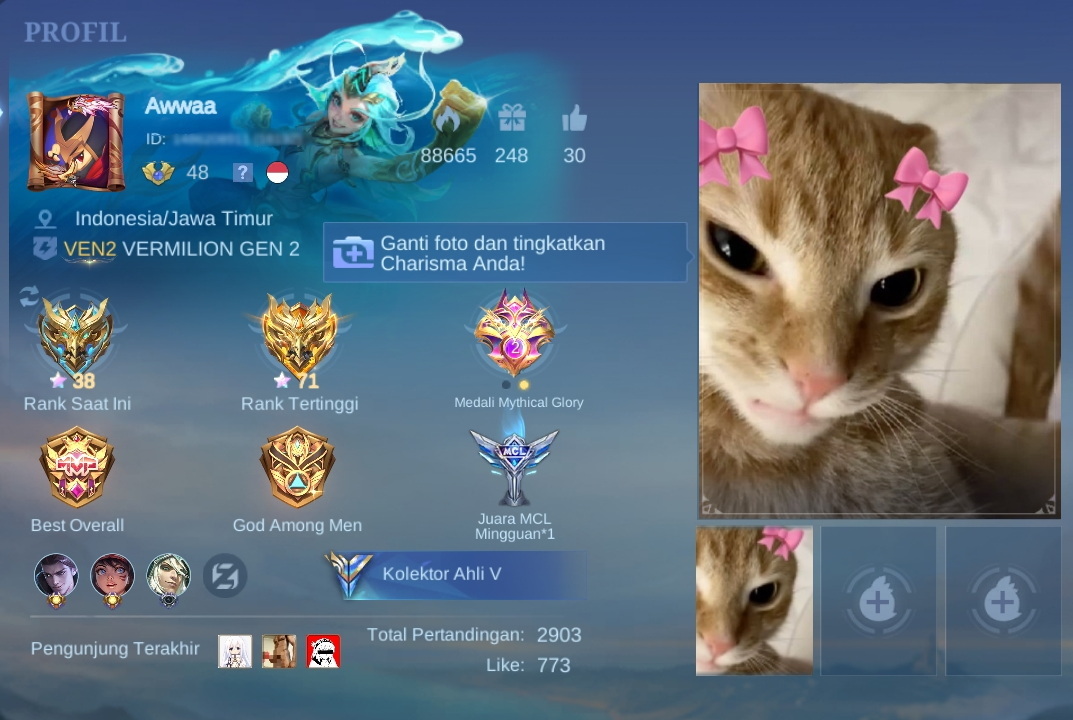 PROFIL
Awwaa
ID:
48
?
88665
248
30
Indonesia/Jawa Timur
VEN2 VERMILION GEN 2
Ganti foto dan tingkatkan
Charisma Anda!
38
71
2
Rank Saat Ini
Rank Tertinggi
Medali Mythical Glory
MVP
MCL
Best Overall
God Among Men
Juara MCL
Mingguan*1
Kolektor Ahli V
Pengunjung Terakhir
Total Pertandingan: 2903
Like: 773